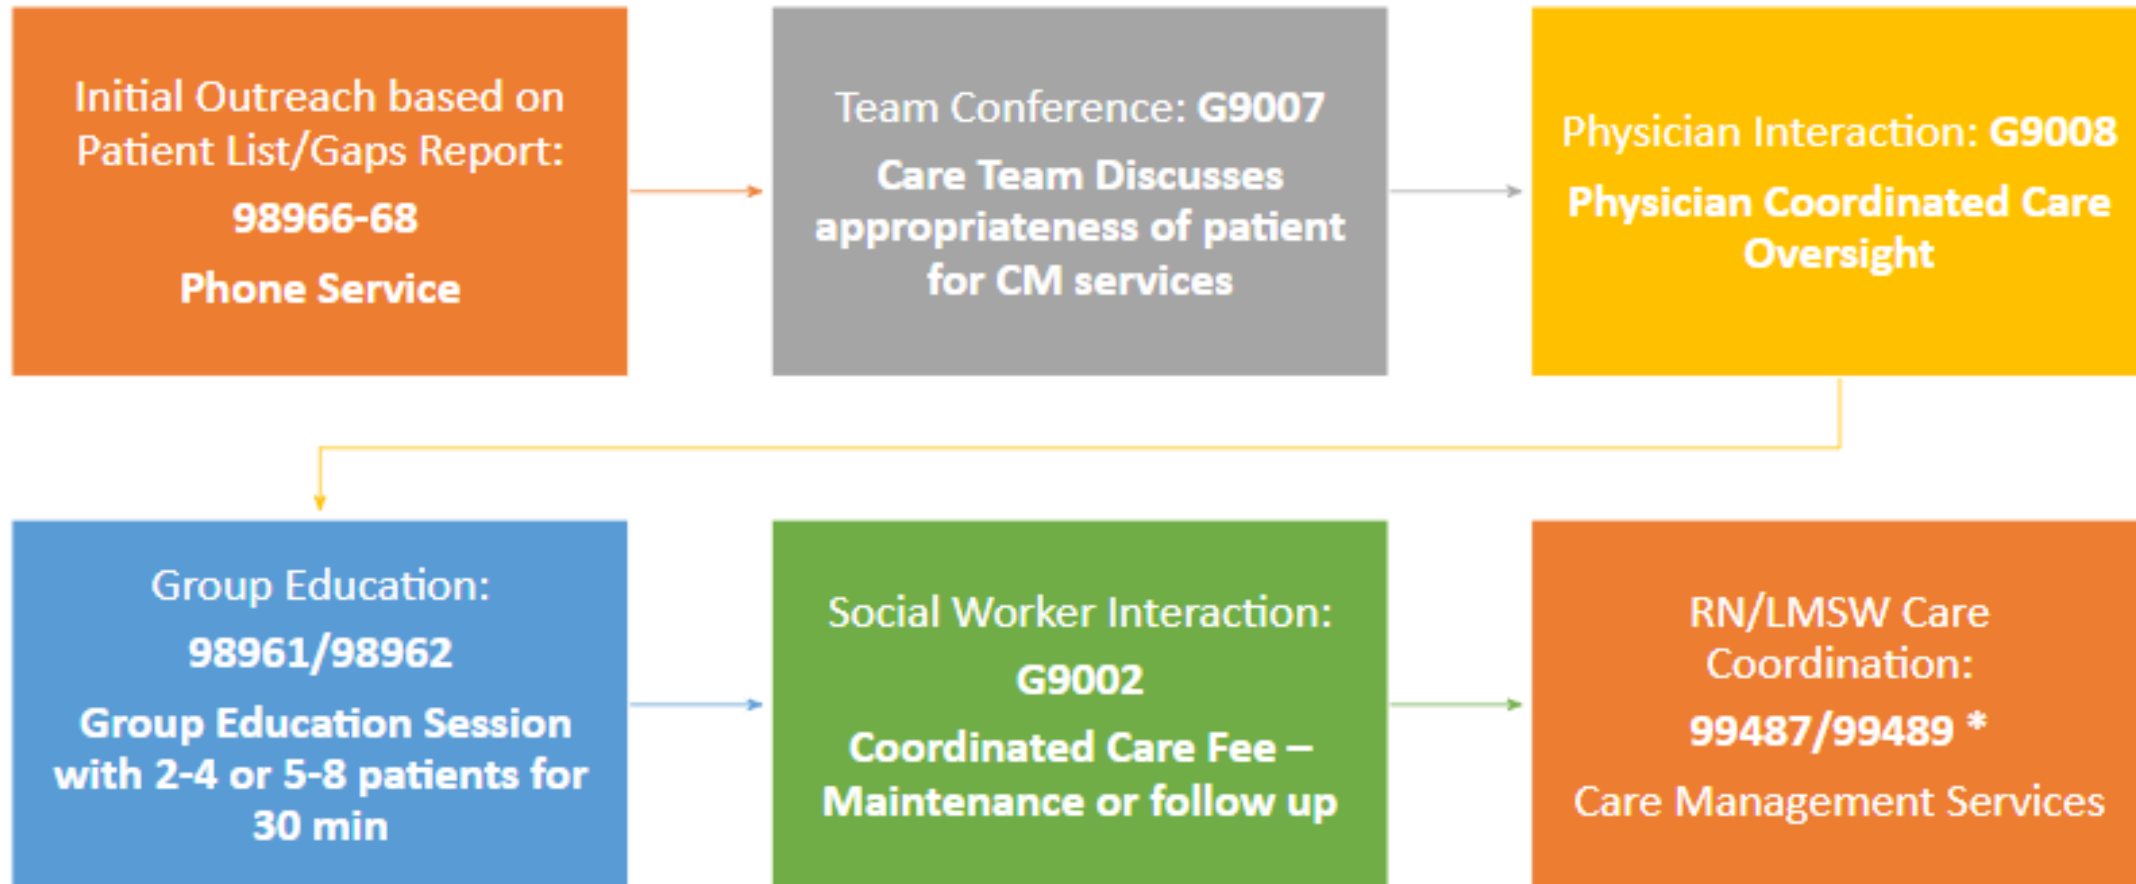 Initial Outreach based on
Patient List/Gaps Report:
98966-68
Phone Service
Team Conference: G9007
Care Team Discusses
appropriateness of patient
for CM services
Physician Interaction: G9008
Physician Coordinated Care
Oversight
Group Education:
98961/98962
Group Education Session
with 2-4 or 5-8 patients for
30 min
Social Worker Interaction:
G9002
Coordinated Care Fee –
Maintenance or follow up
RN/LMSW Care
Coordination:
99487/99489 *
Care Management Services